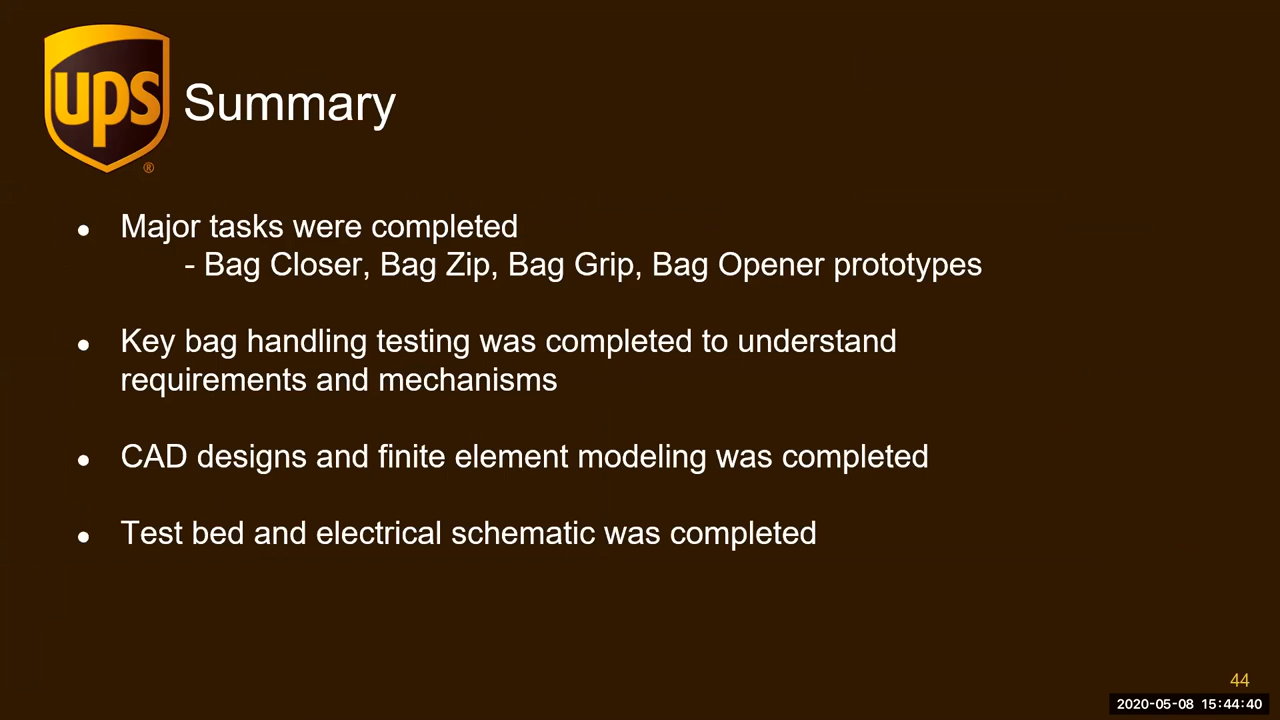 ups
®
Summary
● Major tasks were completed
- Bag Closer, Bag Zip, Bag Grip, Bag Opener prototypes
● Key bag handling testing was completed to understand
requirements and mechanisms
● CAD designs and finite element modeling was completed
● Test bed and electrical schematic was completed
44
2020-05-08 15:44:40